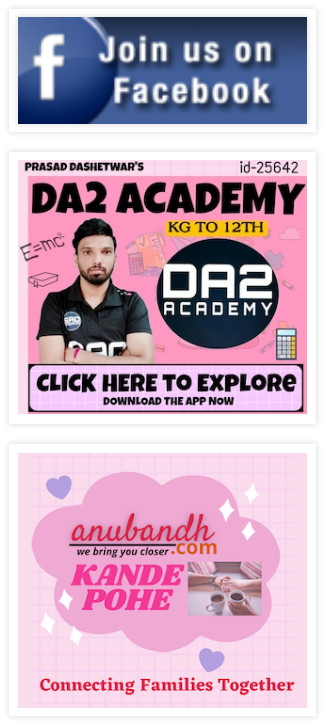 f
Join us on
Facebook
PRASAD DASHETWAR'S
id-25642
DA2 ACADEMY
KG TO 12TH
E=mc²
DA2
ACADEMY
CLICK HERE TO EXPLORE
DOWNLOAD THE APP NOW
anubandh
we bring you closer .com
KANDE
POHE
Connecting Families Together